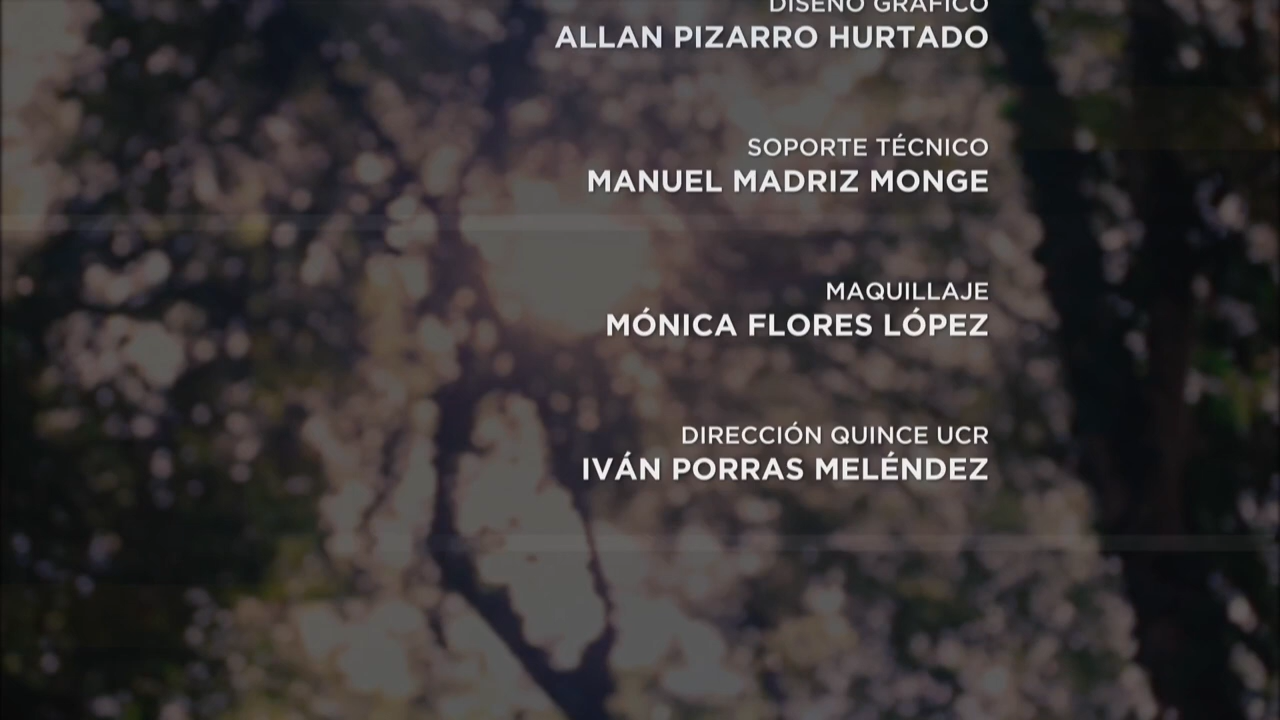 DISEÑO GRÁFICO
ALLAN PIZARRO HURTADO
SOPORTE TÉCNICO
MANUEL MADRIZ MONGE
MAQUILLAJE
MÓNICA FLORES LÓPEZ
DIRECCIÓN QUINCE UCR
IVÁN PORRAS MELÉNDEZ